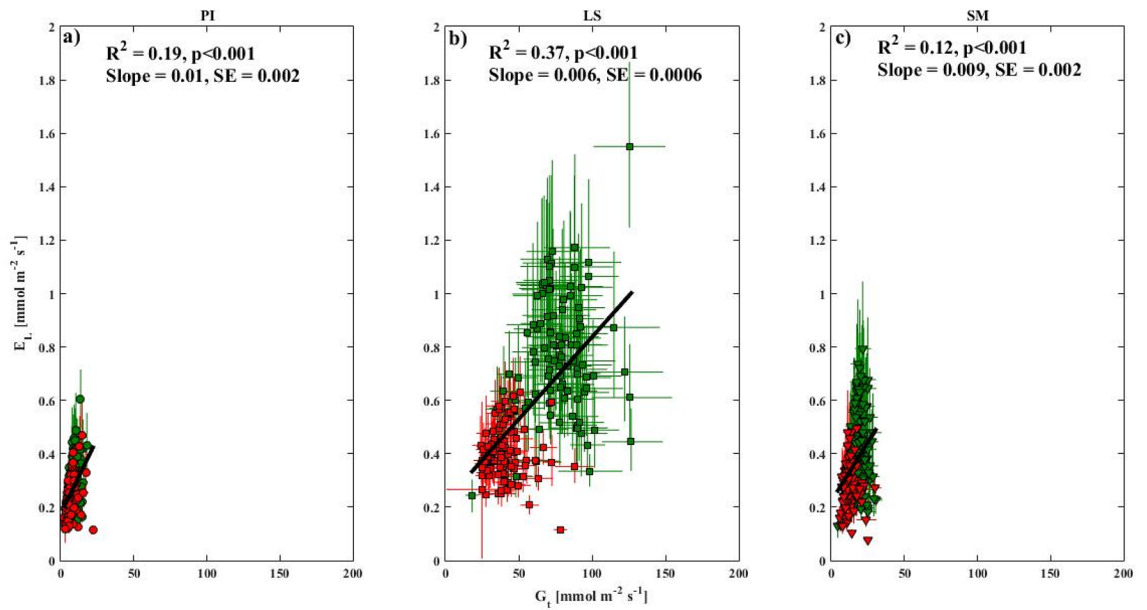 PI
LS
SM
a)
R² = 0.19, p<0.001
Slope = 0.01, SE = 0.002
b)
R² = 0.37, p<0.001
Slope = 0.006, SE = 0.0006
c)
R² = 0.12, p<0.001
Slope = 0.009, SE = 0.002
2
1.8
1.6
1.4
1.2
1
0.8
0.6
0.4
0.2
0
2
1.8
1.6
1.4
1.2
1
0.8
0.6
0.4
0.2
0
2
1.8
1.6
1.4
1.2
1
0.8
0.6
0.4
0.2
0
E_L [mmol m⁻² s⁻¹]
0 50 100 150 200
0 50 100 150 200
0 50 100 150 200
G_t [mmol m⁻² s⁻¹]